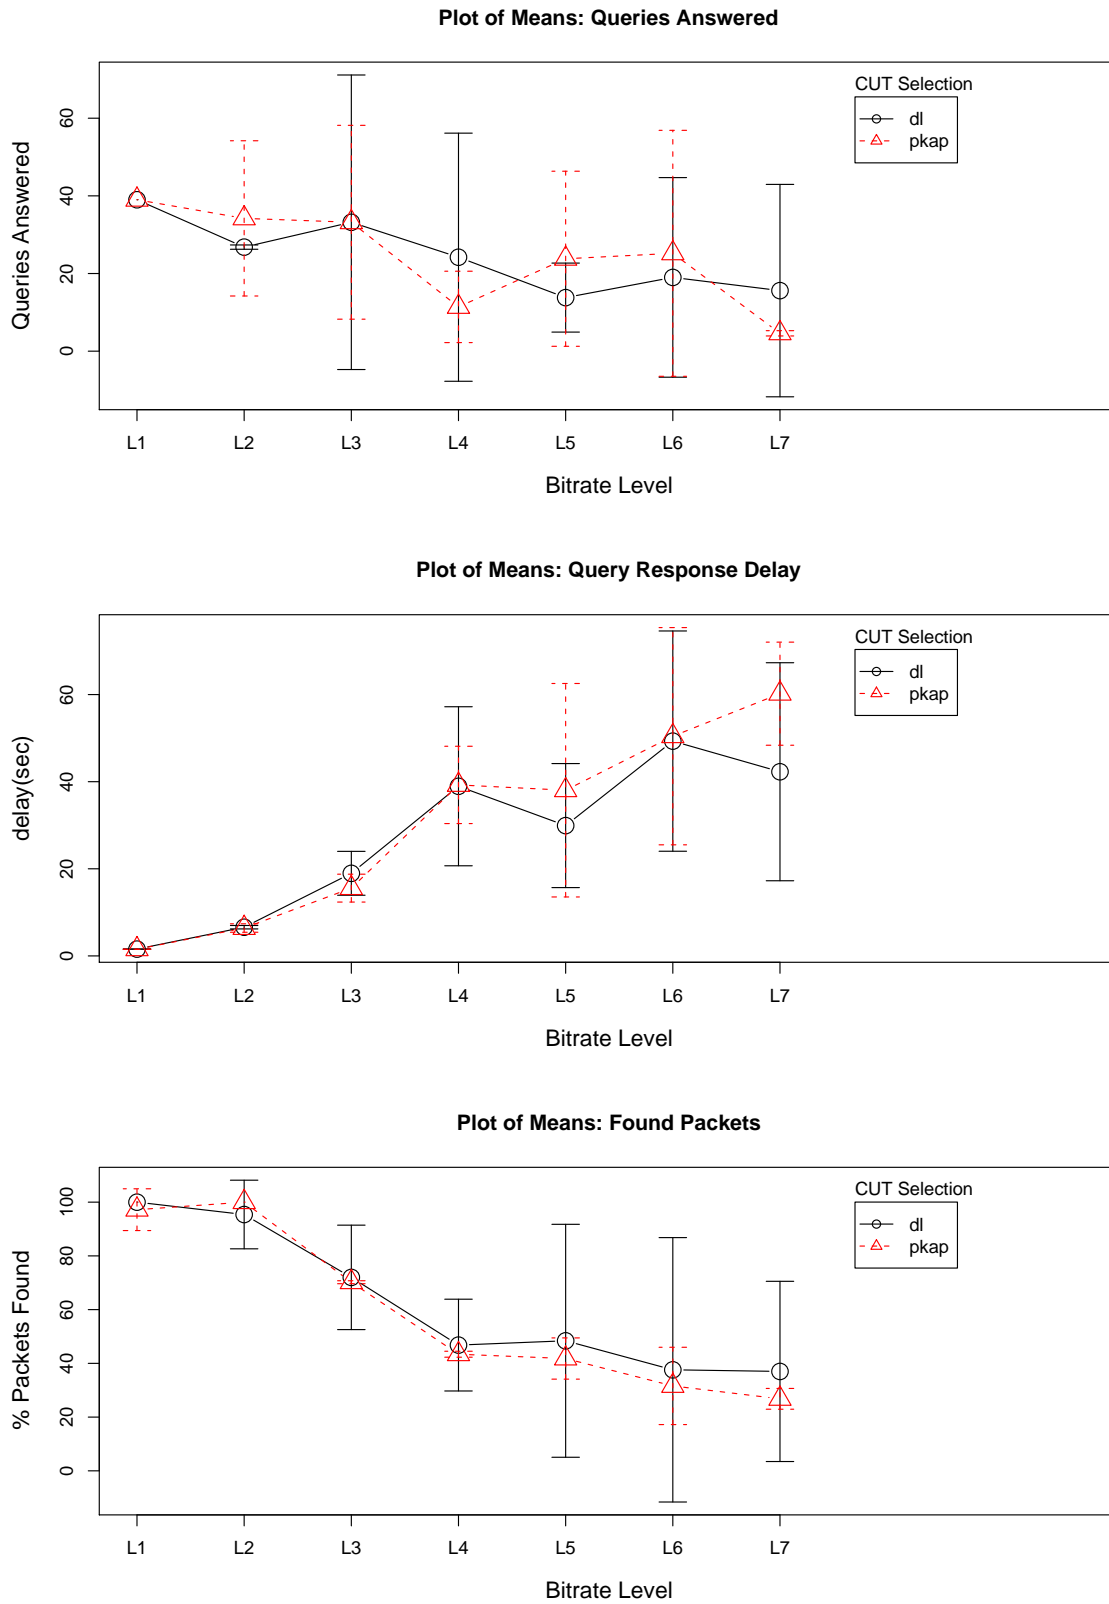 Plot of Means: Queries Answered
Queries Answered
60
40
20
0
CUT Selection
dl
pkap
L1 L2 L3 L4 L5 L6 L7
Bitrate Level
Plot of Means: Query Response Delay
delay(sec)
60
40
20
0
CUT Selection
dl
pkap
L1 L2 L3 L4 L5 L6 L7
Bitrate Level
Plot of Means: Found Packets
% Packets Found
100
80
60
40
20
0
CUT Selection
dl
pkap
L1 L2 L3 L4 L5 L6 L7
Bitrate Level